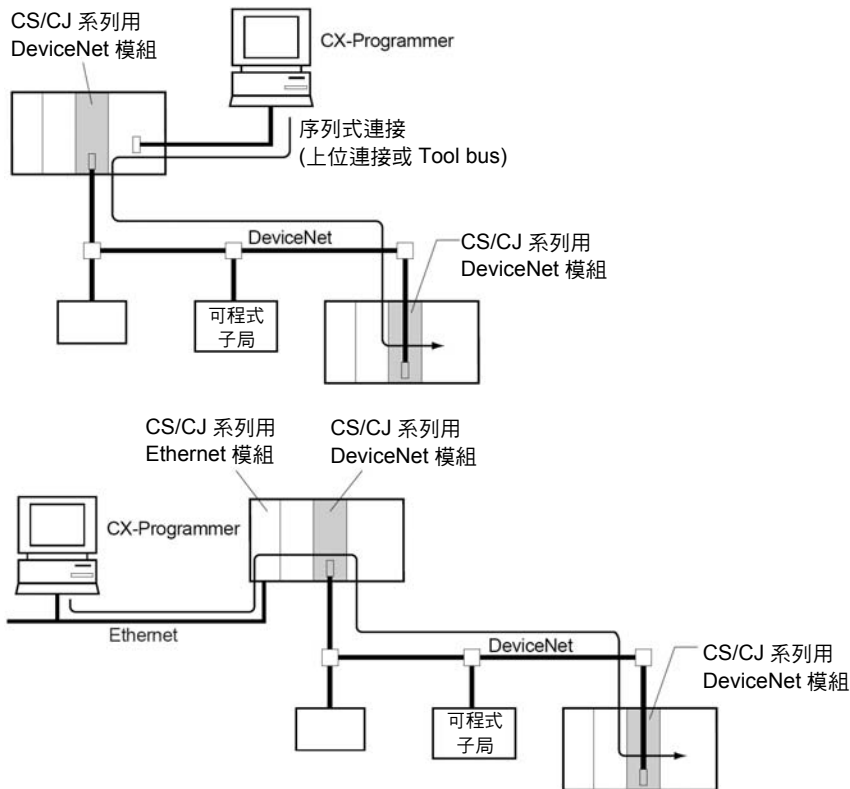 CS/CJ 系列用
DeviceNet 模組
CX-Programmer
序列式連接
(上位連接或 Tool bus)
DeviceNet
CS/CJ 系列用
DeviceNet 模組
可程式
子局
CS/CJ 系列用
Ethernet 模組
CS/CJ 系列用
DeviceNet 模組
CX-Programmer
Ethernet
DeviceNet
CS/CJ 系列用
DeviceNet 模組
可程式
子局